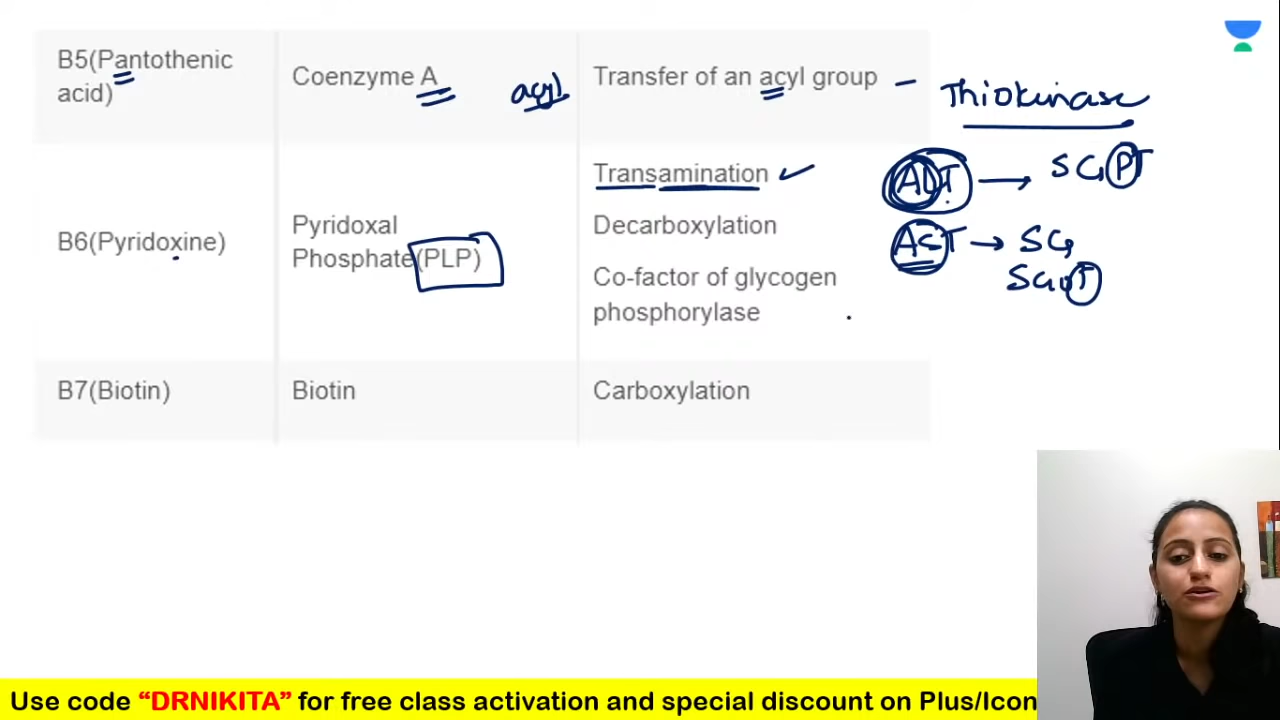 B5(Pantothenic
acid)
Coenzyme A
acyl
Transfer of an acyl group –
Thiokinase
B6(Pyridoxine)
Pyridoxal
Phosphate(PLP)
Transamination ✓
Decarboxylation
Co-factor of glycogen
phosphorylase
ALT → SGPT
AST → SG
SGOT
B7(Biotin)
Biotin
Carboxylation
Use code “DRNIKITA” for free class activation and special discount on Plus/Icon